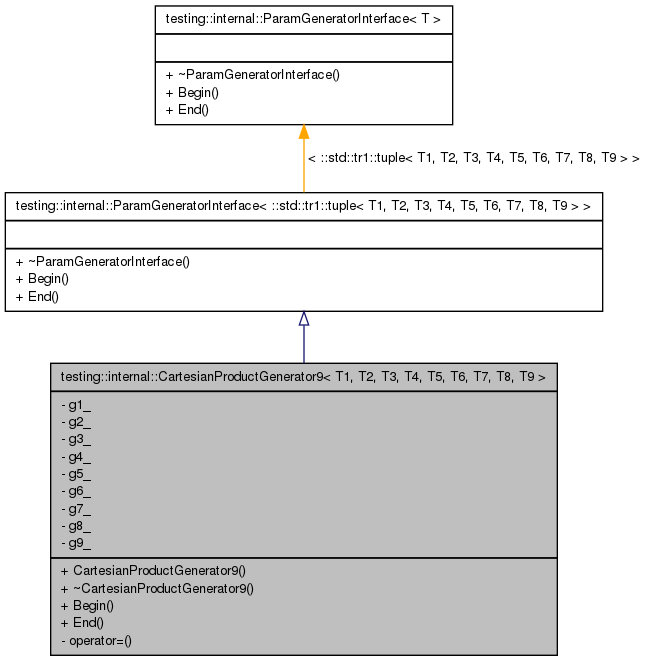 testing::internal::ParamGeneratorInterface< T >
+ ~ParamGeneratorInterface()
+ Begin()
+ End()
< ::std::tr1::tuple< T1, T2, T3, T4, T5, T6, T7, T8, T9 > >
testing::internal::ParamGeneratorInterface< ::std::tr1::tuple< T1, T2, T3, T4, T5, T6, T7, T8, T9 > >
+ ~ParamGeneratorInterface()
+ Begin()
+ End()
testing::internal::CartesianProductGenerator9< T1, T2, T3, T4, T5, T6, T7, T8, T9 >
- g1_
- g2_
- g3_
- g4_
- g5_
- g6_
- g7_
- g8_
- g9_
+ CartesianProductGenerator9()
+ ~CartesianProductGenerator9()
+ Begin()
+ End()
- operator=()